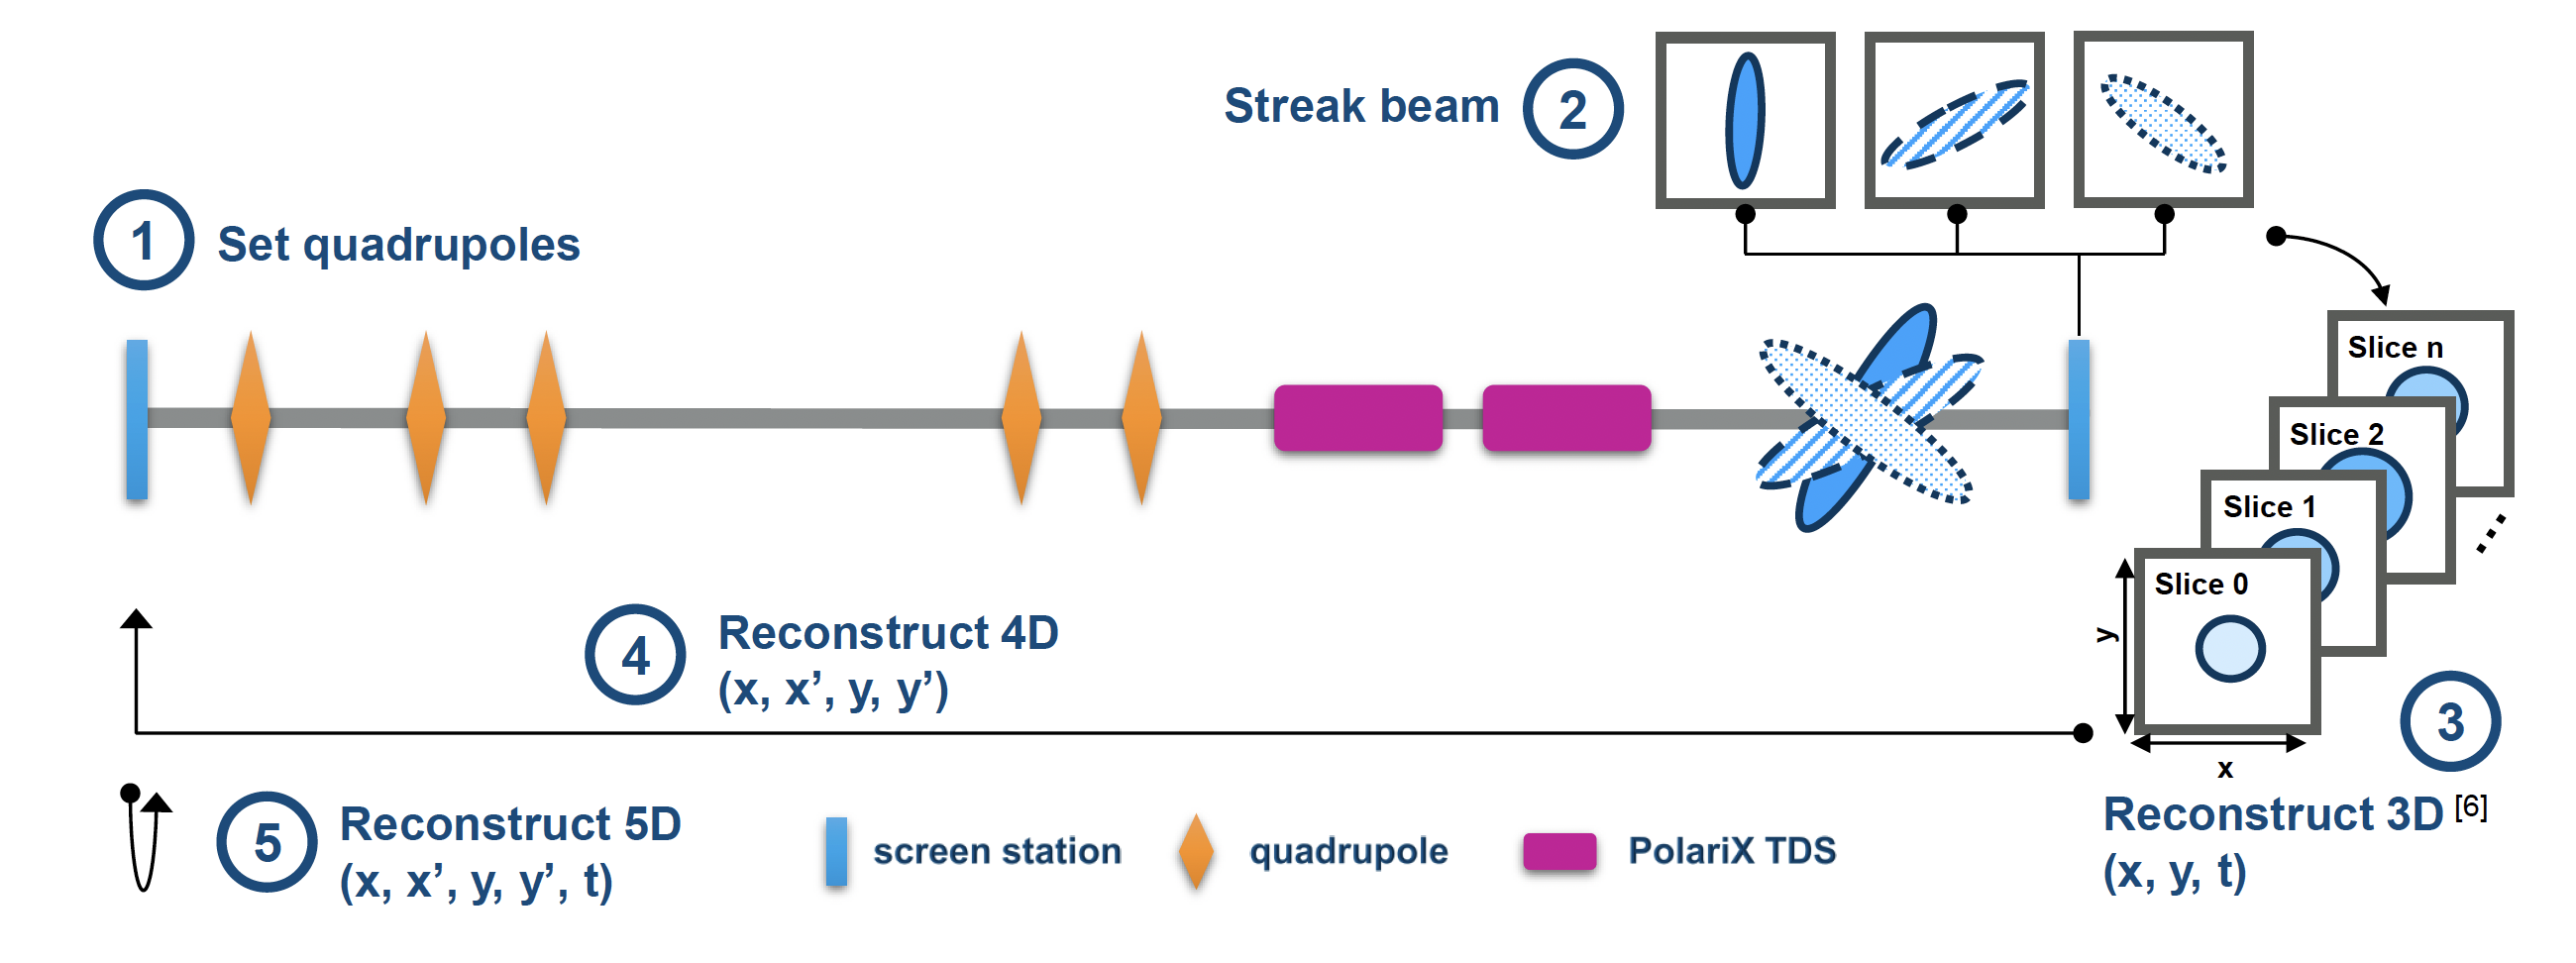 Streak beam
2
1
Set quadrupoles
Slice n
Slice 2
Slice 1
Slice 0
y
x
4
Reconstruct 4D
(x, x’, y, y’)
3
Reconstruct 3D [6]
(x, y, t)
5
Reconstruct 5D
(x, x’, y, y’, t)
screen station
quadrupole
PolariX TDS